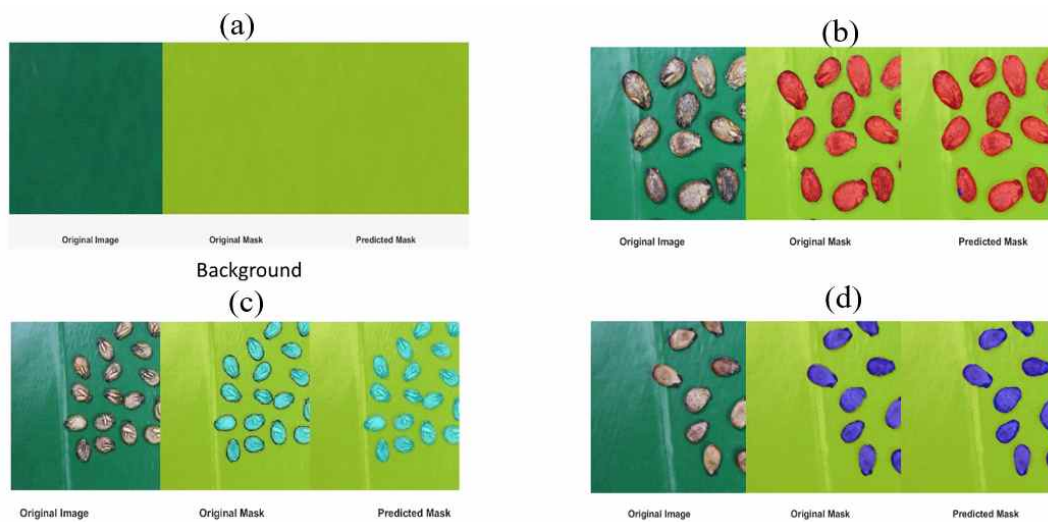 (a)
Original Image Original Mask Predicted Mask
Background
(b)
Original Image Original Mask Predicted Mask
(c)
Original Image Original Mask Predicted Mask
(d)
Original Image Original Mask Predicted Mask